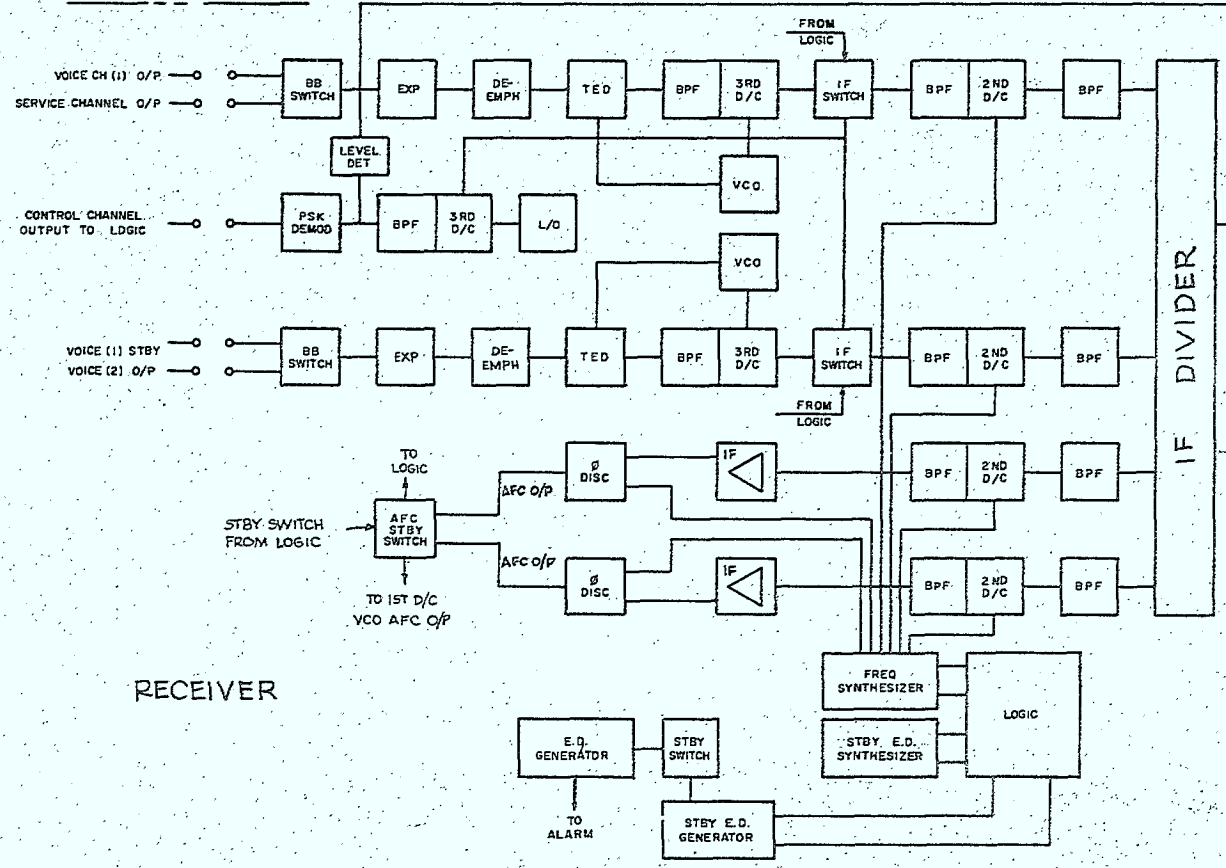 FROM
LOGIC
VOICE CH (1) O/P
BB
SWITCH
EXP
DE-
EMPH
TED
BPF
3RD
D/C
IF
SWITCH
BPF
2ND
D/C
BPF
SERVICE CHANNEL O/P
LEVEL
DET
VCO
CONTROL CHANNEL
OUTPUT TO LOGIC
PSK
DEMOD
BPF
3RD
D/C
L/O
VCO
IF DIVIDER
VOICE (1) STBY
VOICE (2) O/P
BB
SWITCH
EXP
DE-
EMPH
TED
BPF
3RD
D/C
IF
SWITCH
BPF
2ND
D/C
BPF
FROM
LOGIC
TO
LOGIC
AFC O/P
Ø
DISC
IF
BPF
2ND
D/C
BPF
STBY SWITCH
FROM LOGIC
AFC
STBY
SWITCH
AFC O/P
Ø
DISC
IF
BPF
2ND
D/C
BPF
TO 1ST D/C
VCO AFC O/P
RECEIVER
FREQ
SYNTHESIZER
LOGIC
E.D.
GENERATOR
STBY
SWITCH
STBY E.D.
SYNTHESIZER
TO
ALARM
STBY E.D.
GENERATOR